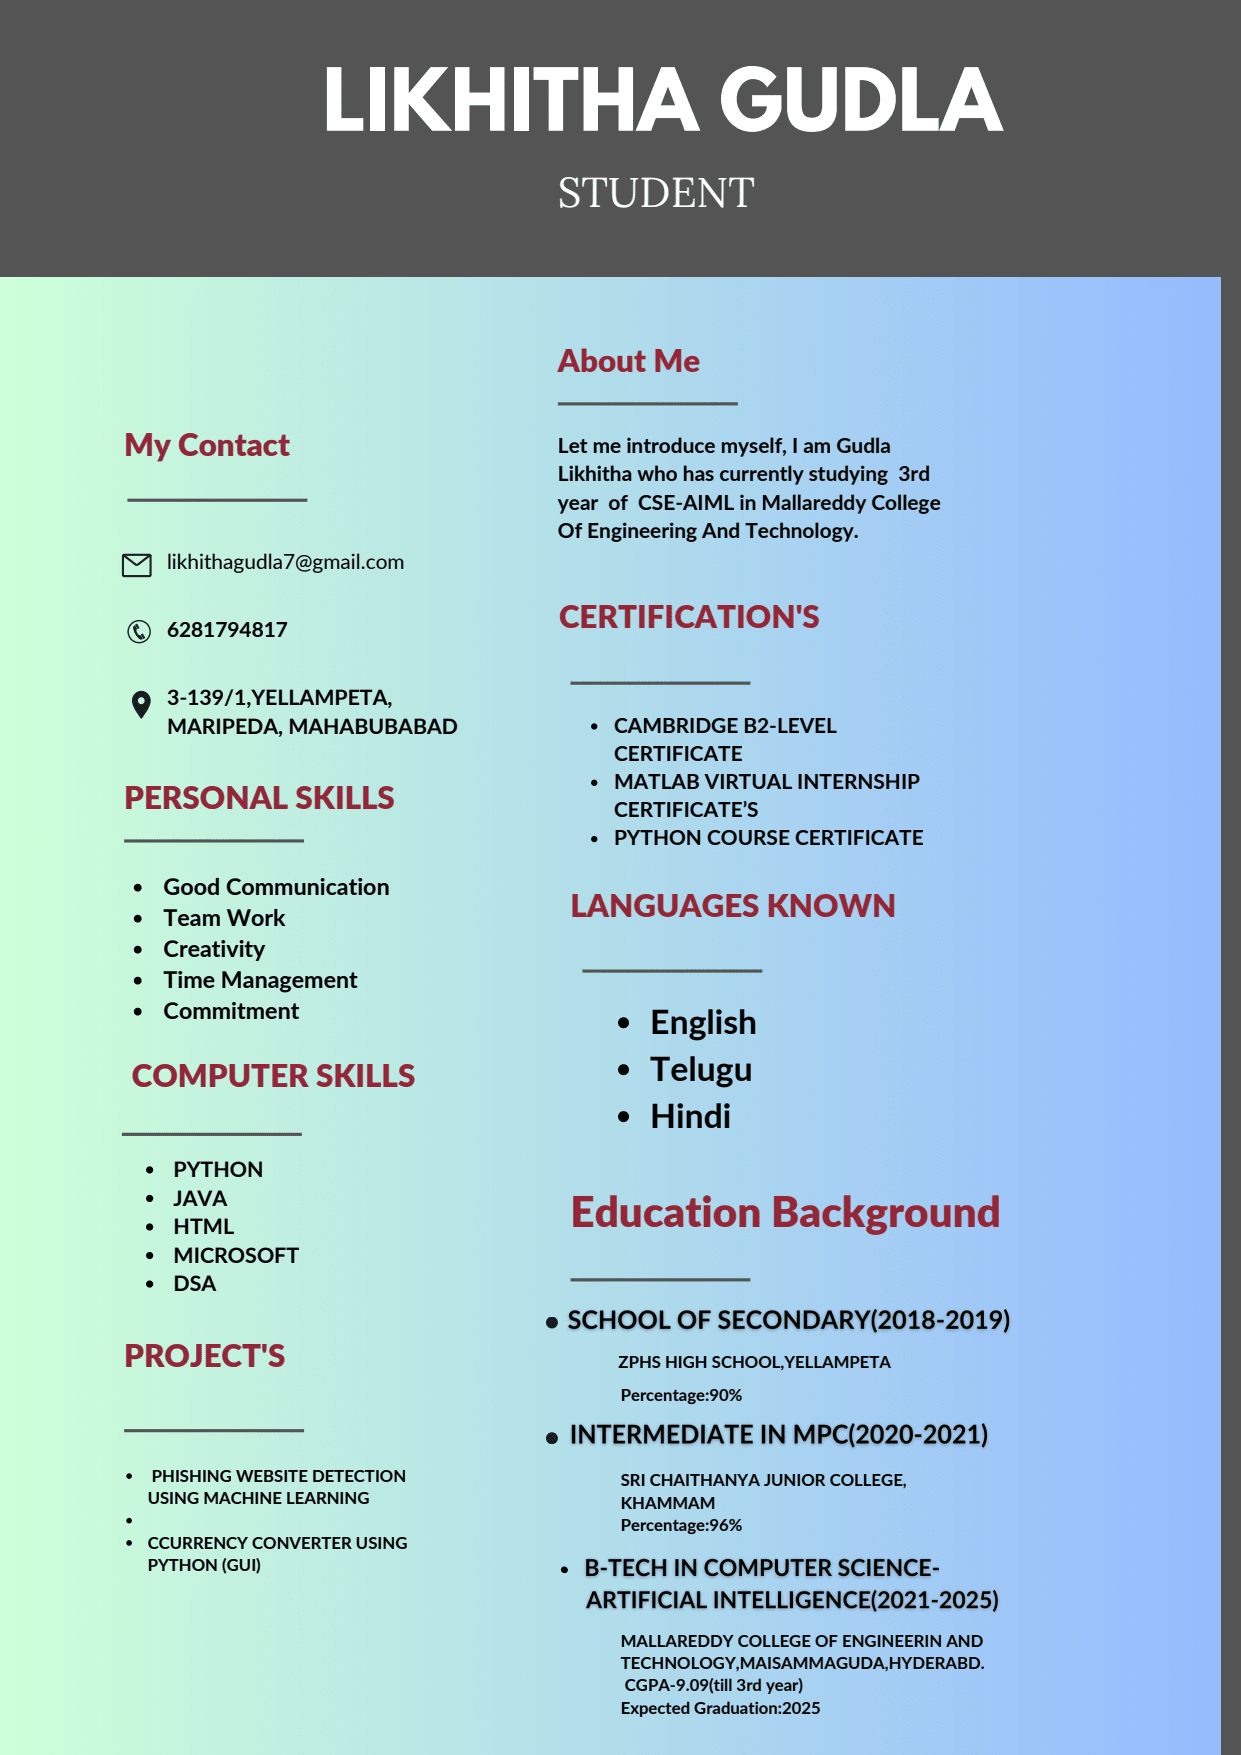 LIKHITHA GUDLA
STUDENT
My Contact
likhithagudla7@gmail.com
6281794817
3-139/1,YELLAMPETA,
MARIPEDA, MAHABUBABAD
PERSONAL SKILLS
• Good Communication
• Team Work
• Creativity
• Time Management
• Commitment
COMPUTER SKILLS
• PYTHON
• JAVA
• HTML
• MICROSOFT
• DSA
PROJECT'S
• PHISHING WEBSITE DETECTION
USING MACHINE LEARNING
•
• CCURRENCY CONVERTER USING
PYTHON (GUI)
About Me
Let me introduce myself, I am Gudla
Likhitha who has currently studying 3rd
year of CSE-AIML in Mallareddy College
Of Engineering And Technology.
CERTIFICATION'S
• CAMBRIDGE B2-LEVEL
CERTIFICATE
• MATLAB VIRTUAL INTERNSHIP
CERTIFICATE’S
• PYTHON COURSE CERTIFICATE
LANGUAGES KNOWN
• English
• Telugu
• Hindi
Education Background
• SCHOOL OF SECONDARY(2018-2019)
ZPHS HIGH SCHOOL,YELLAMPETA
Percentage:90%
• INTERMEDIATE IN MPC(2020-2021)
SRI CHAITHANYA JUNIOR COLLEGE,
KHAMMAM
Percentage:96%
• B-TECH IN COMPUTER SCIENCE-
ARTIFICIAL INTELLIGENCE(2021-2025)
MALLAREDDY COLLEGE OF ENGINEERIN AND
TECHNOLOGY,MAISAMMAGUDA,HYDERABD.
CGPA-9.09(till 3rd year)
Expected Graduation:2025